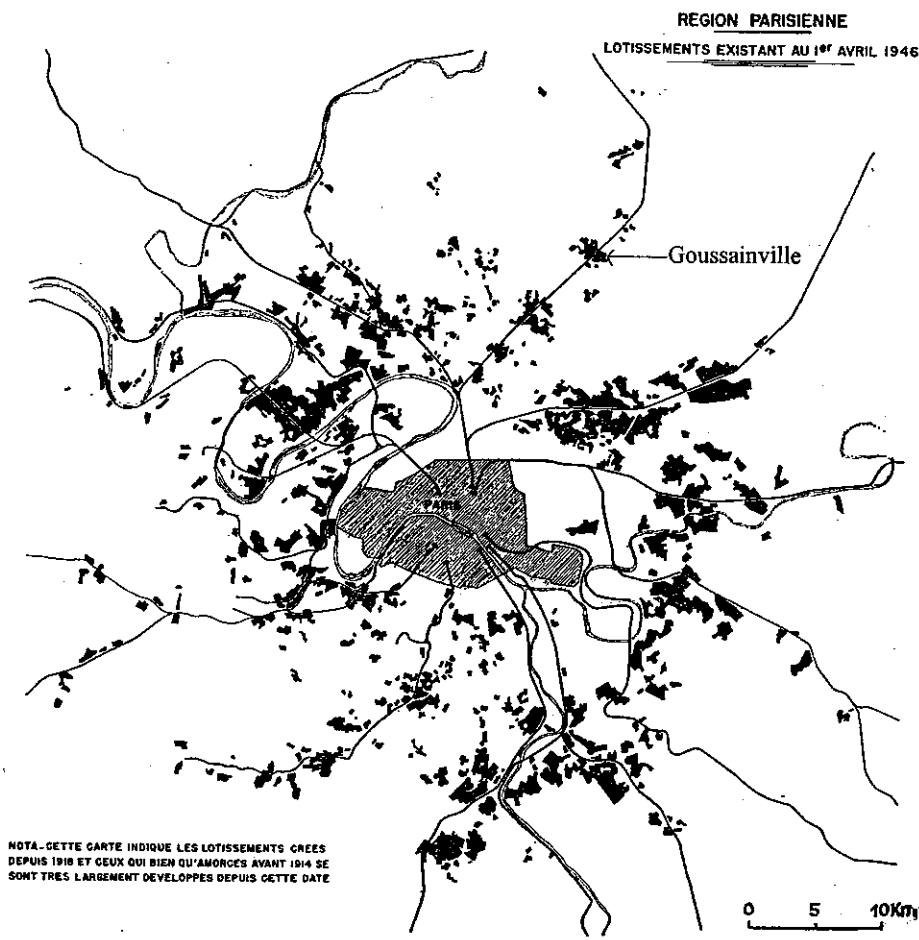 REGION PARISIENNE
LOTISSEMENTS EXISTANT AU 1er AVRIL 1946
Goussainville
PARIS
NOTA-CETTE CARTE INDIQUE LES LOTISSEMENTS CREES
DEPUIS 1918 ET CEUX QUI BIEN QU'AMORCES AVANT 1914 SE
SONT TRES LARGEMENT DEVELOPPES DEPUIS CETTE DATE
0 5 10Km